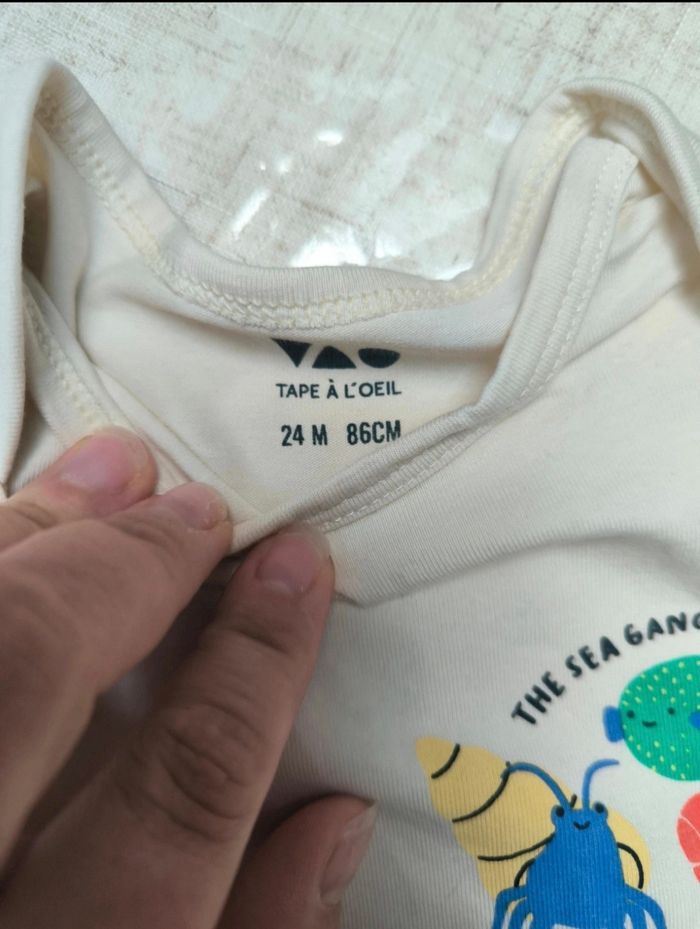 TAPE À L'OEIL
24 M 86CM
THE SEA GANG